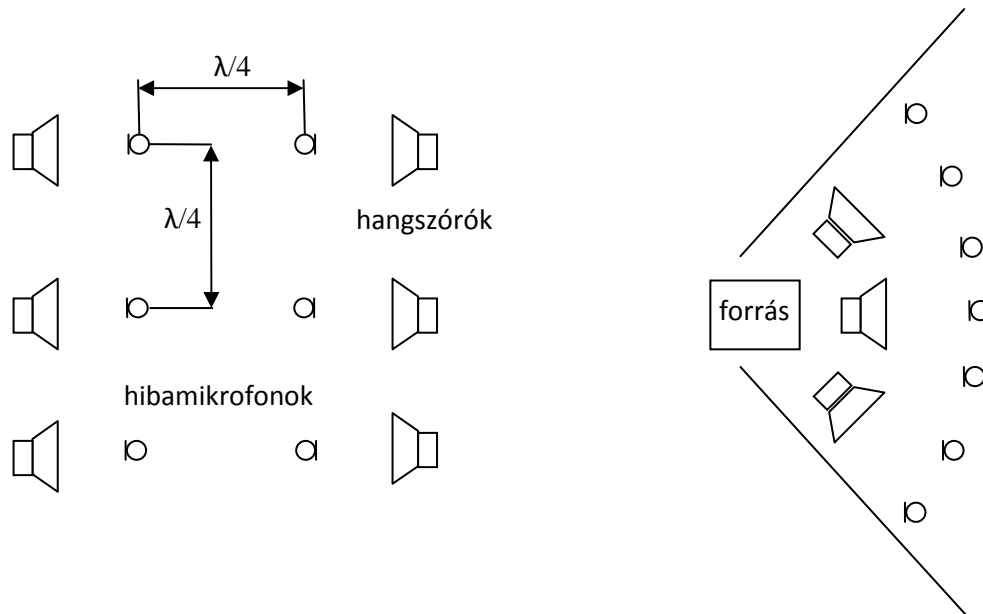 λ/4
λ/4
hangszórók
hibamikrofonok
forrás